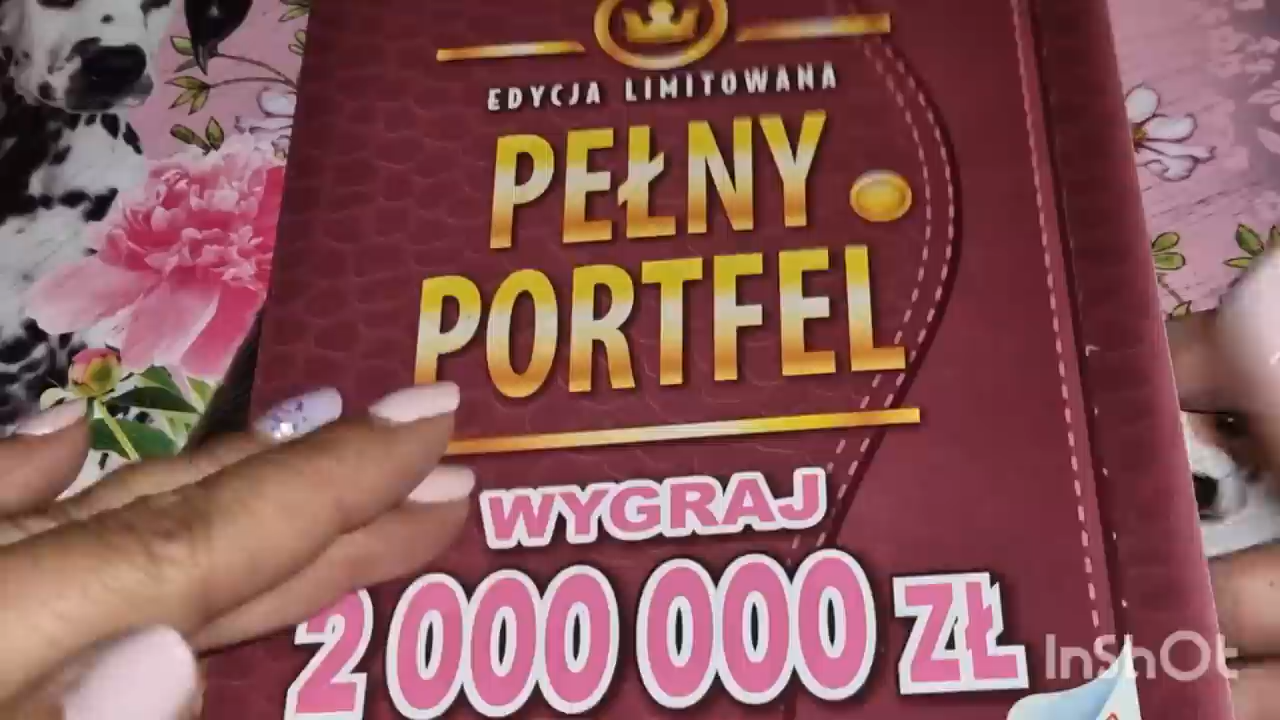 EDYCJA LIMITOWANA
PEŁNY
PORTFEL
WYGRAJ
2 000 000 ZŁ
InShOt